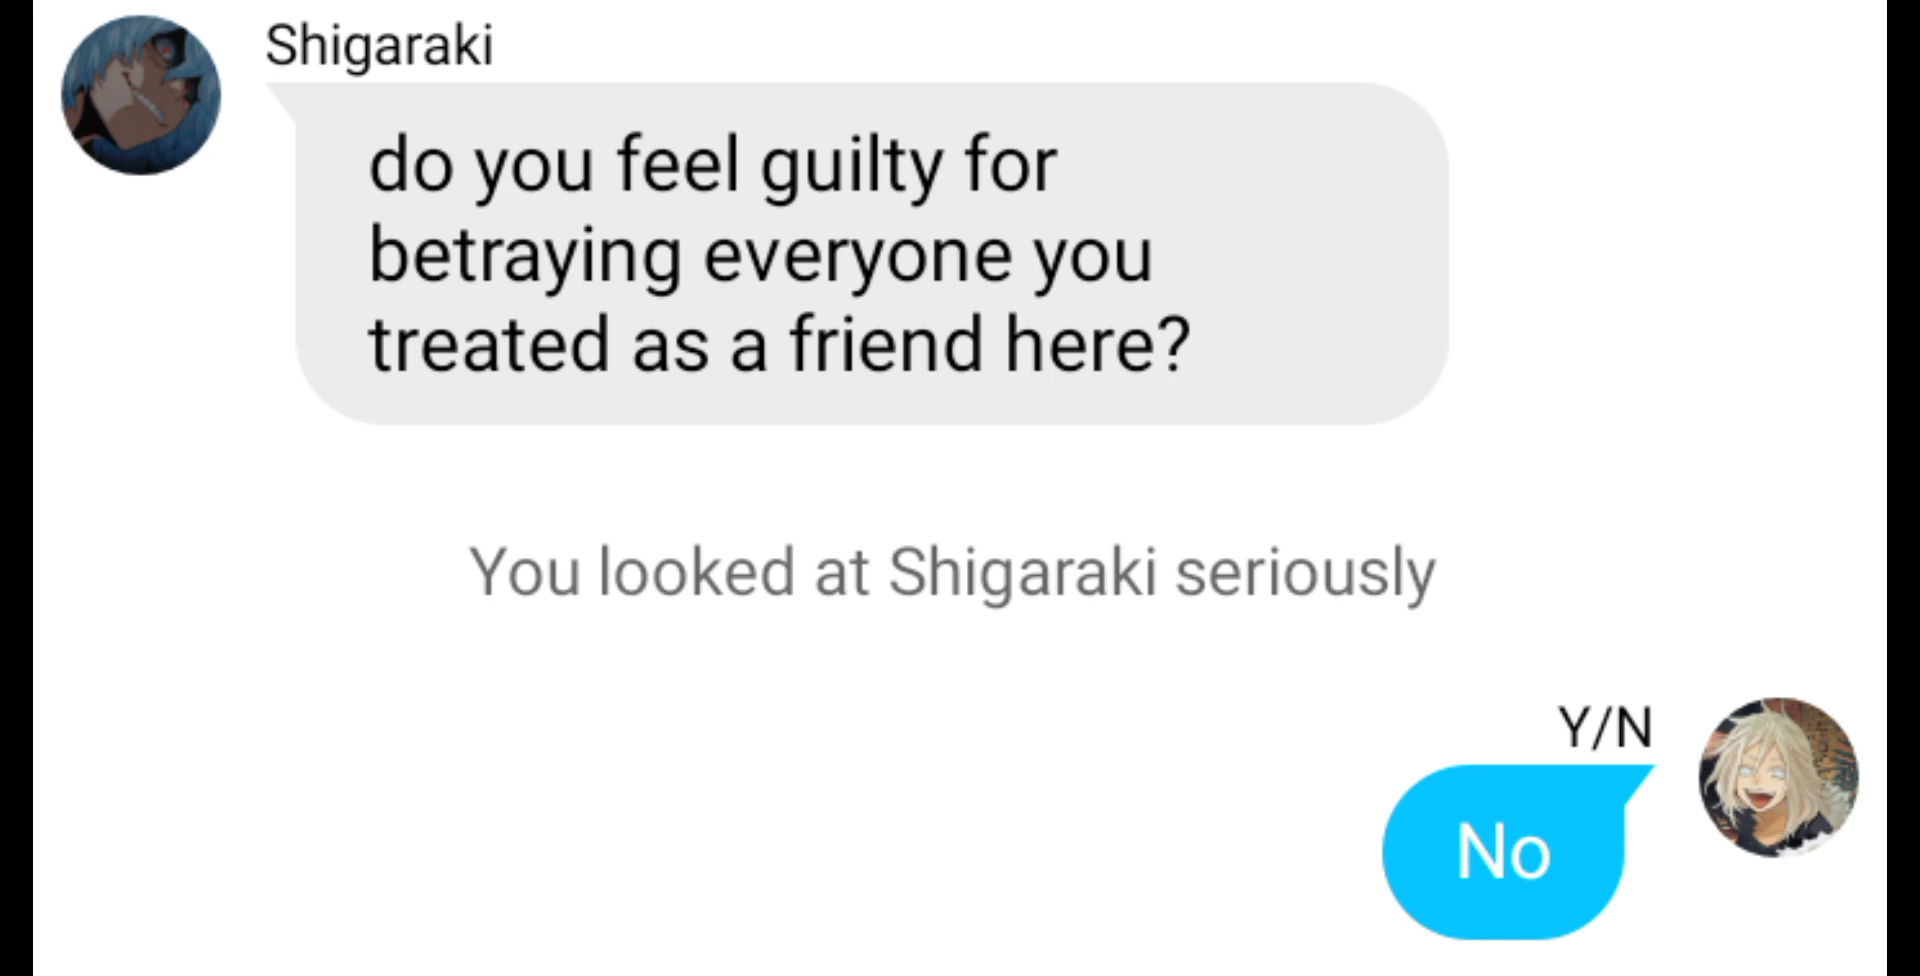 Shigaraki
do you feel guilty for
betraying everyone you
treated as a friend here?
You looked at Shigaraki seriously
Y/N
No